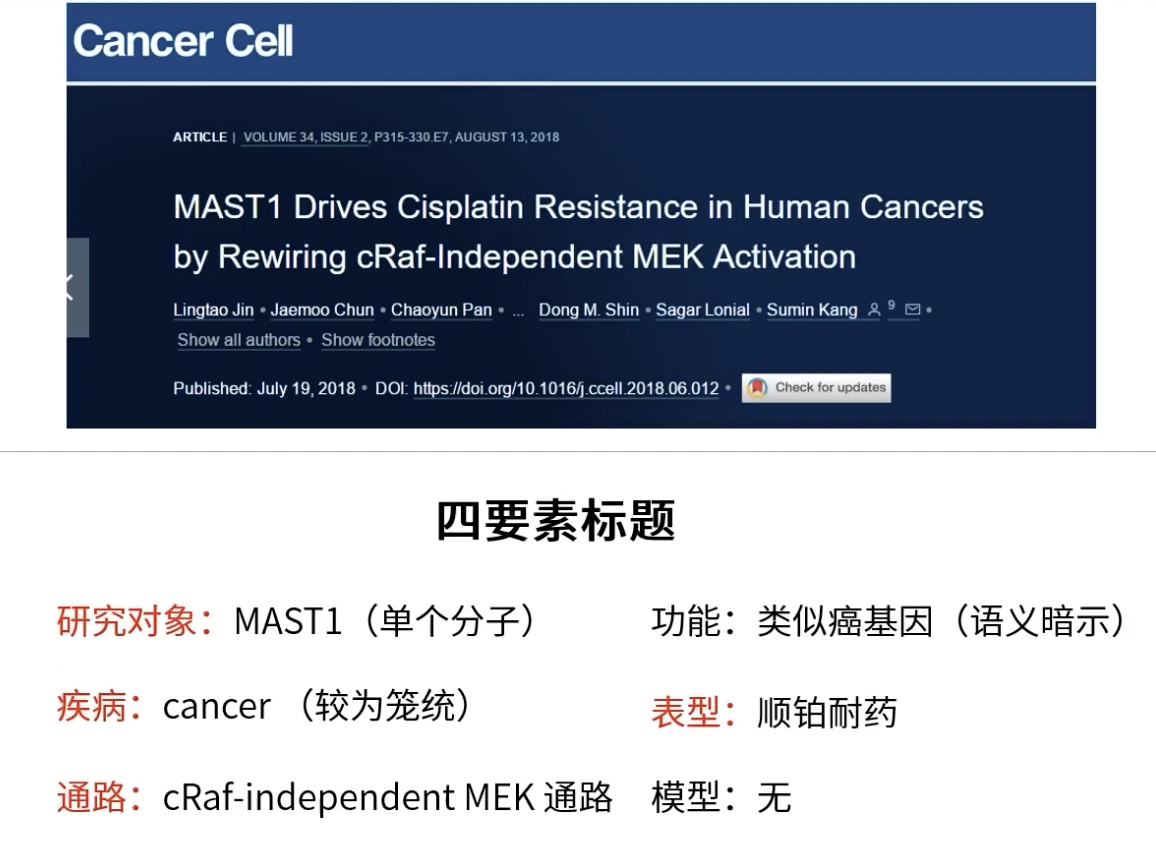 Cancer Cell
ARTICLE | VOLUME 34, ISSUE 2, P315-330.E7, AUGUST 13, 2018
MAST1 Drives Cisplatin Resistance in Human Cancers
by Rewiring cRaf-Independent MEK Activation
Lingtao Jin • Jaemoo Chun • Chaoyun Pan • ... Dong M. Shin • Sagar Lonial • Sumin Kang 9 •
Show all authors • Show footnotes
Published: July 19, 2018 • DOI: https://doi.org/10.1016/j.ccell.2018.06.012 • Check for updates
四要素标题
研究对象：MAST1（单个分子） 功能：类似癌基因（语义暗示）
疾病：cancer （较为笼统） 表型：顺铂耐药
通路：cRaf-independent MEK 通路 模型：无